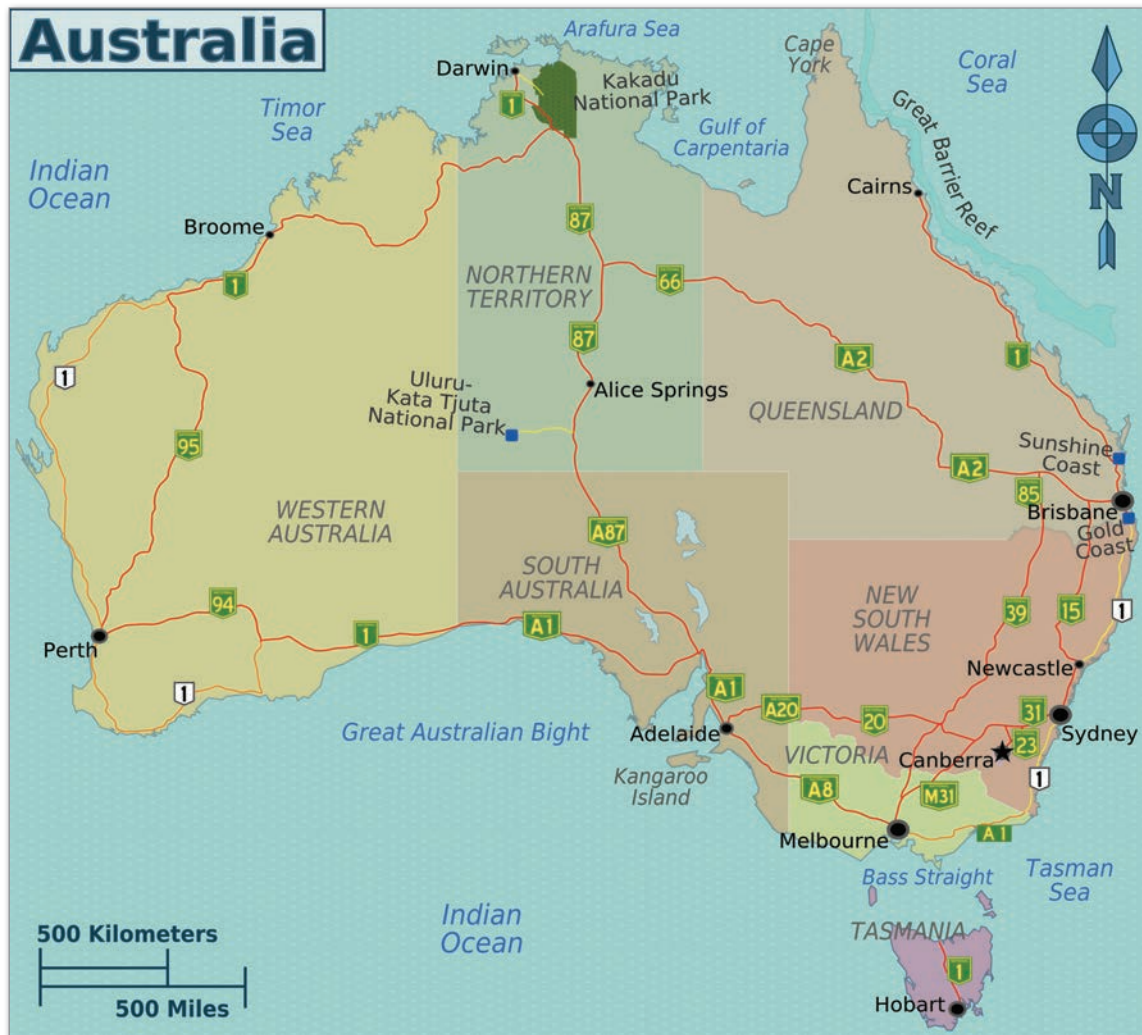 Australia
Arafura Sea
Cape
York
Coral
Sea
Darwin
Kakadu
National Park
1
Timor
Sea
Gulf of
Carpentaria
Great Barrier Reef
Indian
Ocean
N
Cairns
Broome
87
1
NORTHERN
TERRITORY
66
87
A2
1
1
Uluru-
Kata Tjuta
National Park
Alice Springs
QUEENSLAND
95
Sunshine
Coast
A2
85
Brisbane
Gold
Coast
WESTERN
AUSTRALIA
A87
SOUTH
AUSTRALIA
NEW
SOUTH
WALES
94
39
15
1
1
A1
Perth
Newcastle
1
A1
A20
20
31
Great Australian Bight
Adelaide
Sydney
VICTORIA
23
Canberra
Kangaroo
Island
A8
M31
1
Melbourne
A1
Bass Straight
Tasman
Sea
Indian
Ocean
TASMANIA
500 Kilometers
1
500 Miles
Hobart